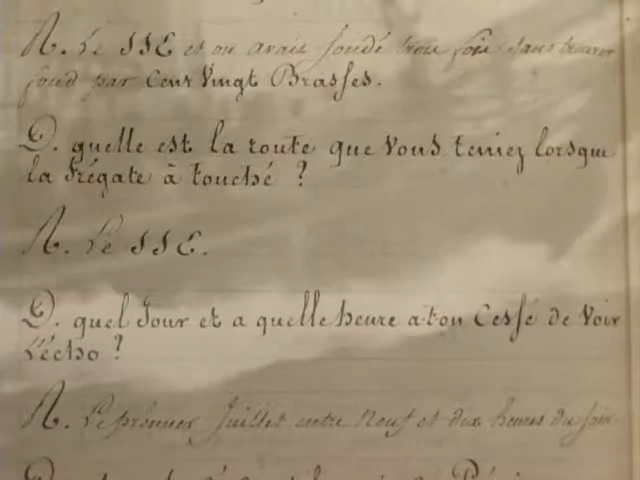 R. Le SSE et on avait sondé trois fois sans trouver
fond par Cent Vingt Brasses.
D. quelle est la route que Vous teniez lorsque
la frégate à touché ?
R. Le SSE.
D. quel Jour et a quelle heure a-t-on Cessé de Voir
L'écho ?
R. Le premier Juillet entre Neuf et dix heures du soir